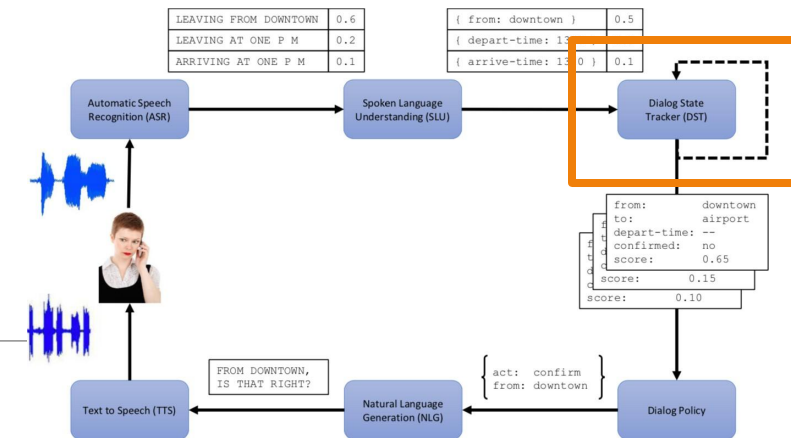 LEAVING FROM DOWNTOWN 0.6
LEAVING AT ONE P M 0.2
ARRIVING AT ONE P M 0.1
{ from: downtown } 0.5
{ depart-time: 13
{ arrive-time: 13 0 } 0.1
Automatic Speech
Recognition (ASR)
Spoken Language
Understanding (SLU)
Dialog State
Tracker (DST)
from: downtown
to: airport
depart-time: --
confirmed: no
score: 0.65
score: 0.15
score: 0.10
act: confirm
from: downtown
FROM DOWNTOWN,
IS THAT RIGHT?
Text to Speech (TTS)
Natural Language
Generation (NLG)
Dialog Policy